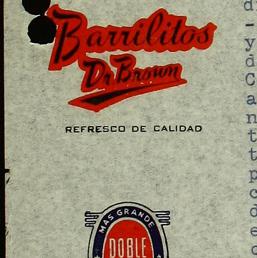 Barrilitos
Dr Brown
REFRESCO DE CALIDAD
MAS GRANDE
DOBLE